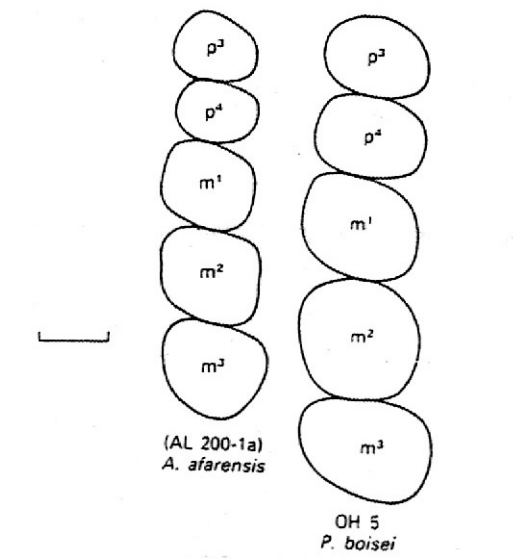 p³
p⁴
m¹
m²
m³
(AL 200-1a)
A. afarensis
p³
p⁴
m¹
m²
m³
OH 5
P. boisei